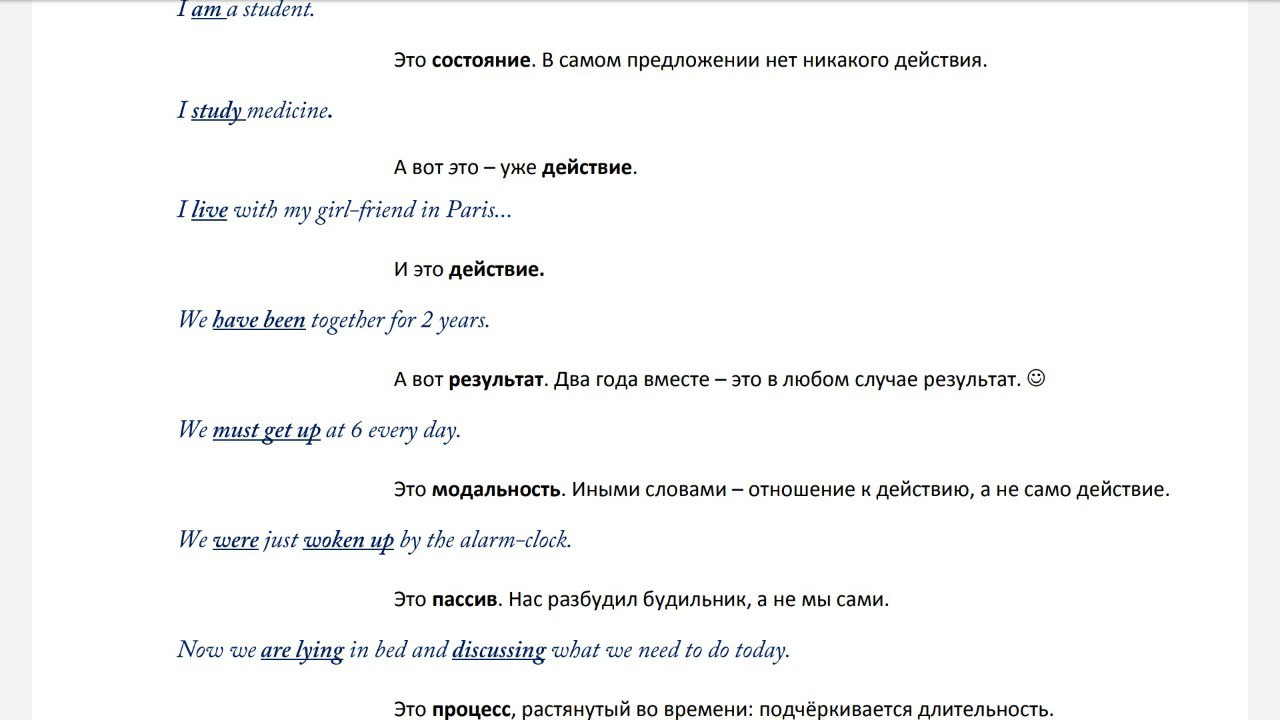 I am a student.
Это состояние. В самом предложении нет никакого действия.
I study medicine.
А вот это – уже действие.
I live with my girl-friend in Paris...
И это действие.
We have been together for 2 years.
А вот результат. Два года вместе – это в любом случае результат. ☺
We must get up at 6 every day.
Это модальность. Иными словами – отношение к действию, а не само действие.
We were just woken up by the alarm-clock.
Это пассив. Нас разбудил будильник, а не мы сами.
Now we are lying in bed and discussing what we need to do today.
Это процесс, растянутый во времени: подчёркивается длительность.